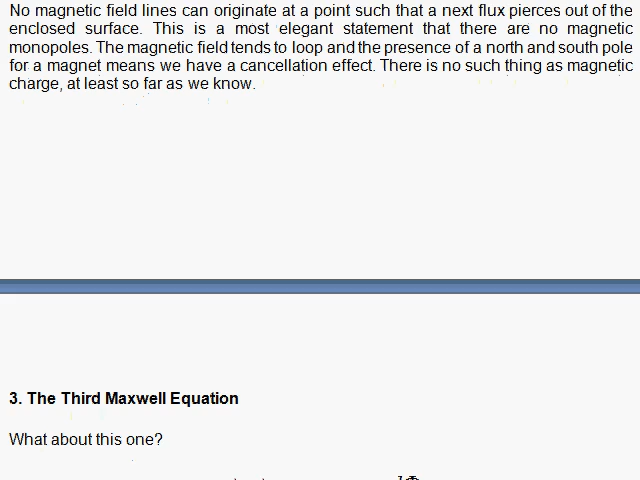 No magnetic field lines can originate at a point such that a next flux pierces out of the
enclosed surface. This is a most elegant statement that there are no magnetic
monopoles. The magnetic field tends to loop and the presence of a north and south pole
for a magnet means we have a cancellation effect. There is no such thing as magnetic
charge, at least so far as we know.
3. The Third Maxwell Equation
What about this one?